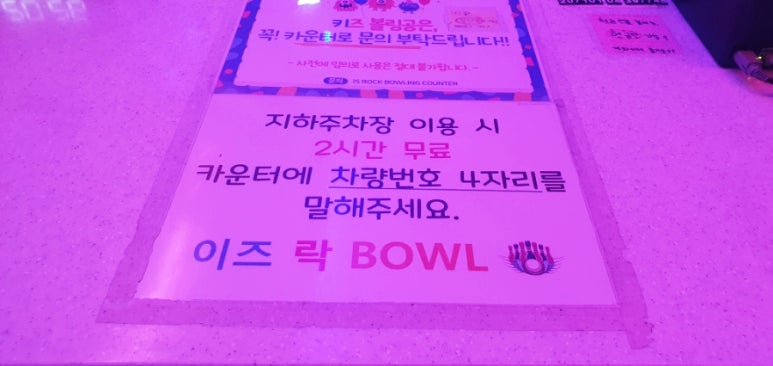 키즈 볼링공은,
꼭! 카운터로 문의 부탁드립니다!!
- 사전에 임의로 사용은 절대 불가합니다. -
문의 IS ROCK BOWLING COUNTER
지하주차장 이용 시
2시간 무료
카운터에 차량번호 4자리를
말해주세요.
이즈 락 BOWL